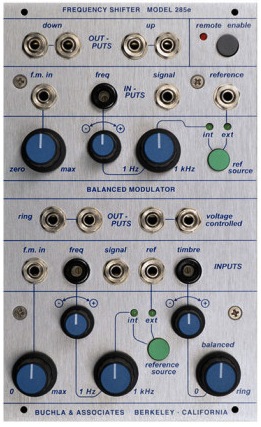 FREQUENCY SHIFTER MODEL 285e
down up remote enable
OUT - PUTS
f.m. in freq IN - PUTS signal reference
- +
int ext
zero max 1 Hz 1 kHz ref source
BALANCED MODULATOR
ring OUT - PUTS voltage controlled
f.m. in freq signal ref timbre INPUTS
- + - +
int ext
reference source
balanced
0 max 1 Hz 1 kHz 0 ring
BUCHLA & ASSOCIATES BERKELEY - CALIFORNIA